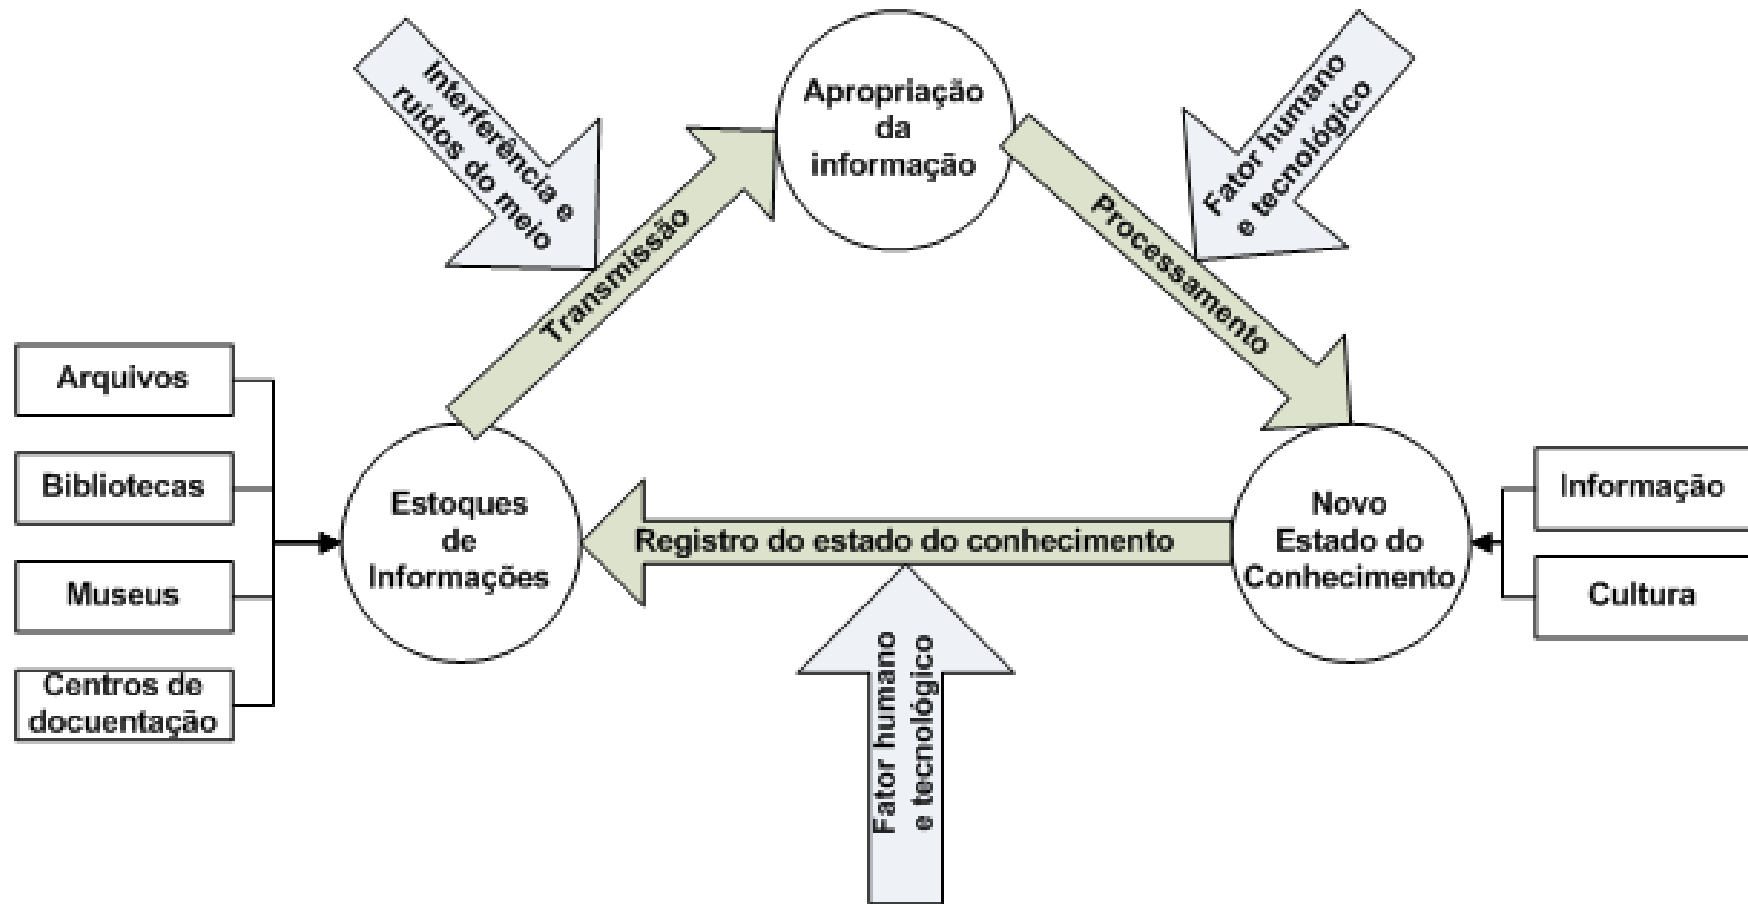 Interferência e
ruídos do meio
Apropriação
da
informação
Fator humano
e tecnológico
Transmissão
Processamento
Arquivos
Bibliotecas
Museus
Centros de
docuentação
Estoques
de
Informações
Registro do estado do conhecimento
Novo
Estado do
Conhecimento
Informação
Cultura
Fator humano
e tecnológico